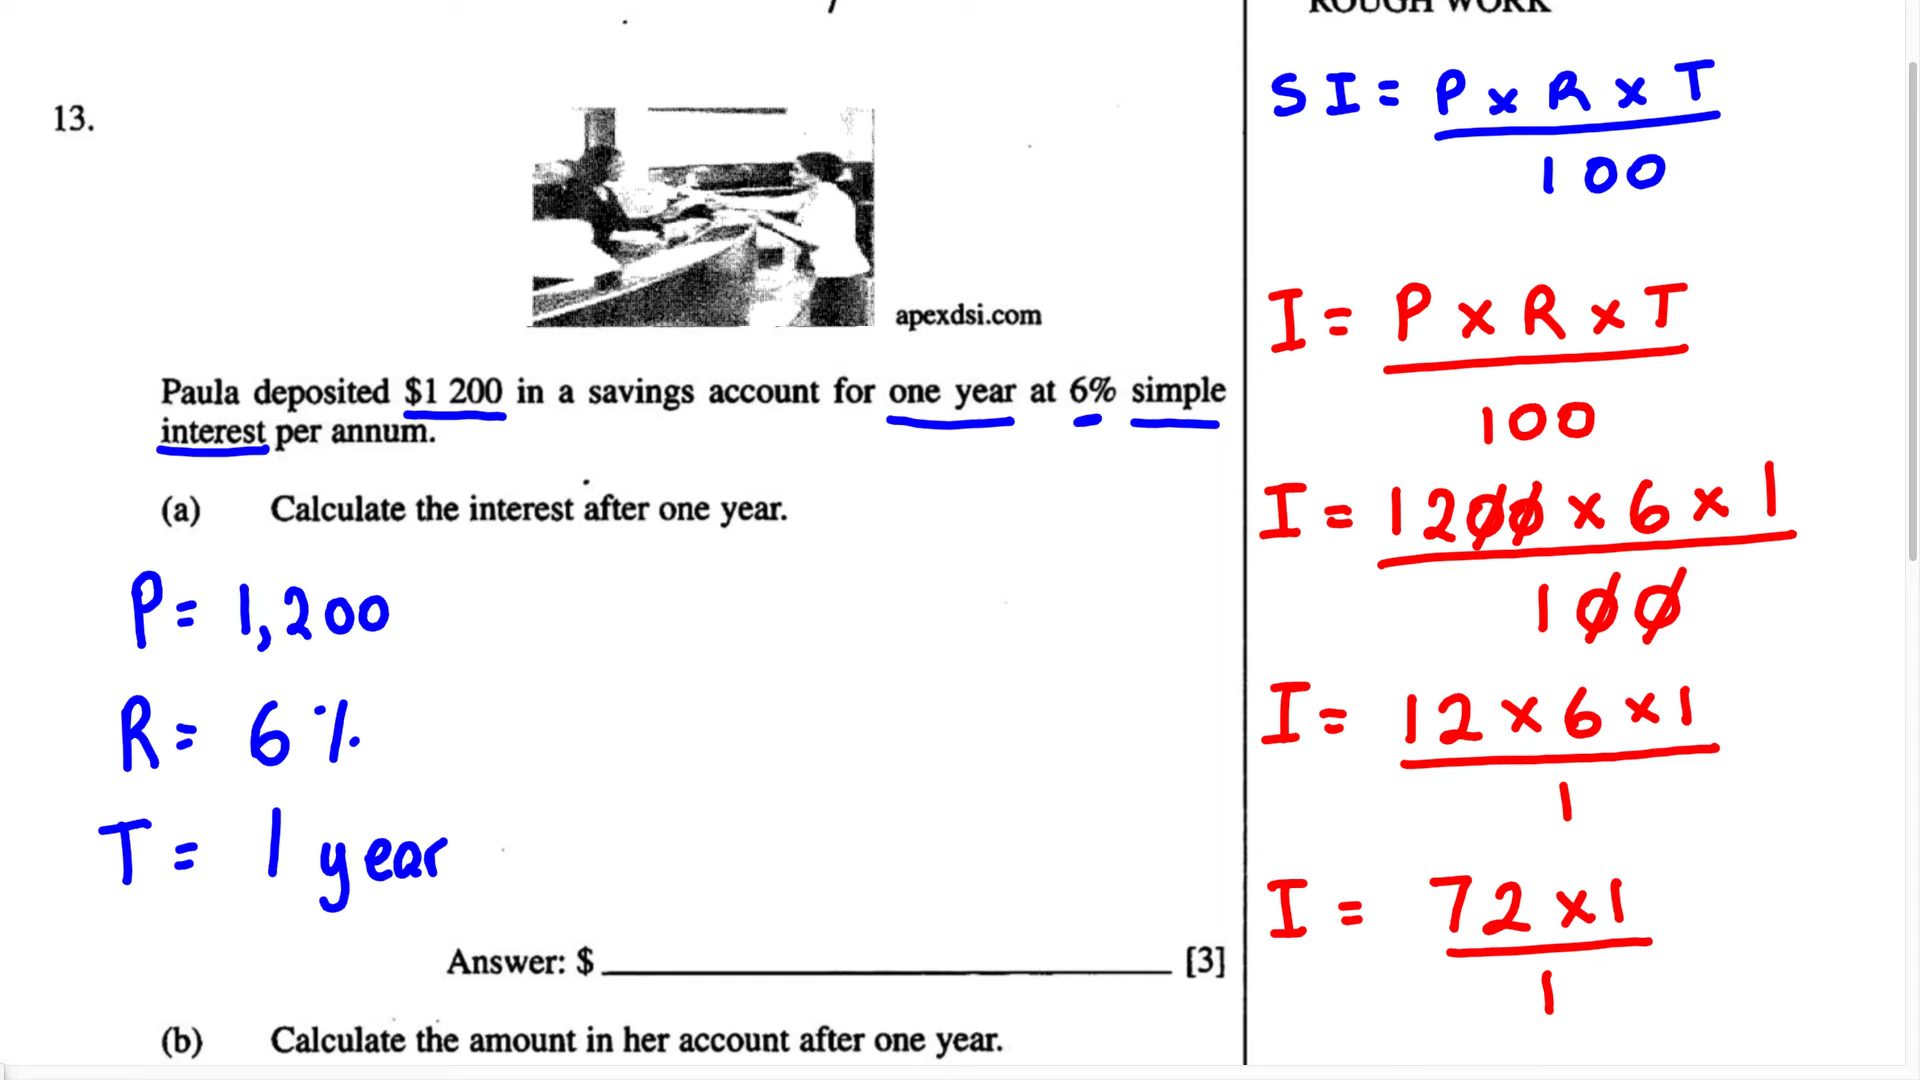 ROUGH WORK
13.
apexdsi.com
Paula deposited $1 200 in a savings account for one year at 6% simple
interest per annum.
(a) Calculate the interest after one year.
P = 1,200
R = 6 %
T = 1 year
Answer: $ ______________________________ [3]
(b) Calculate the amount in her account after one year.
SI = P x R x T
100
I = P x R x T
100
I = 1200 x 6 x 1
100
I = 12 x 6 x 1
1
I = 72 x 1
1